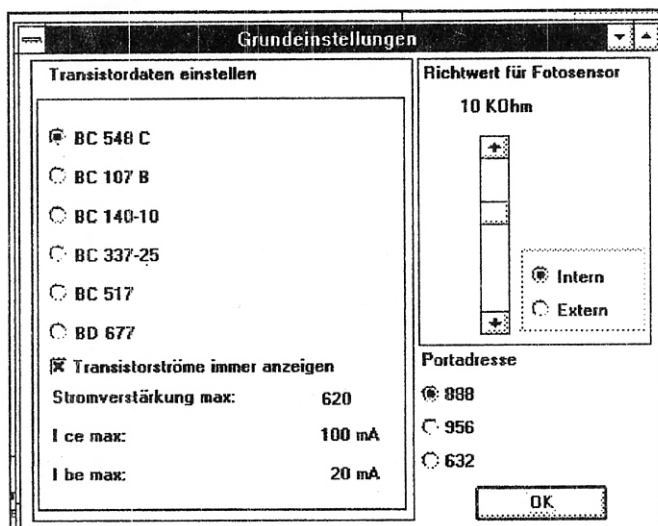 Grundeinstellungen
Transistordaten einstellen
BC 548 C
BC 107 B
BC 140-10
BC 337-25
BC 517
BD 677
Transistorströme immer anzeigen
Stromverstärkung max: 620
I ce max: 100 mA
I be max: 20 mA
Richtwert für Fotosensor
10 KOhm
Intern
Extern
Portadresse
888
956
632
OK